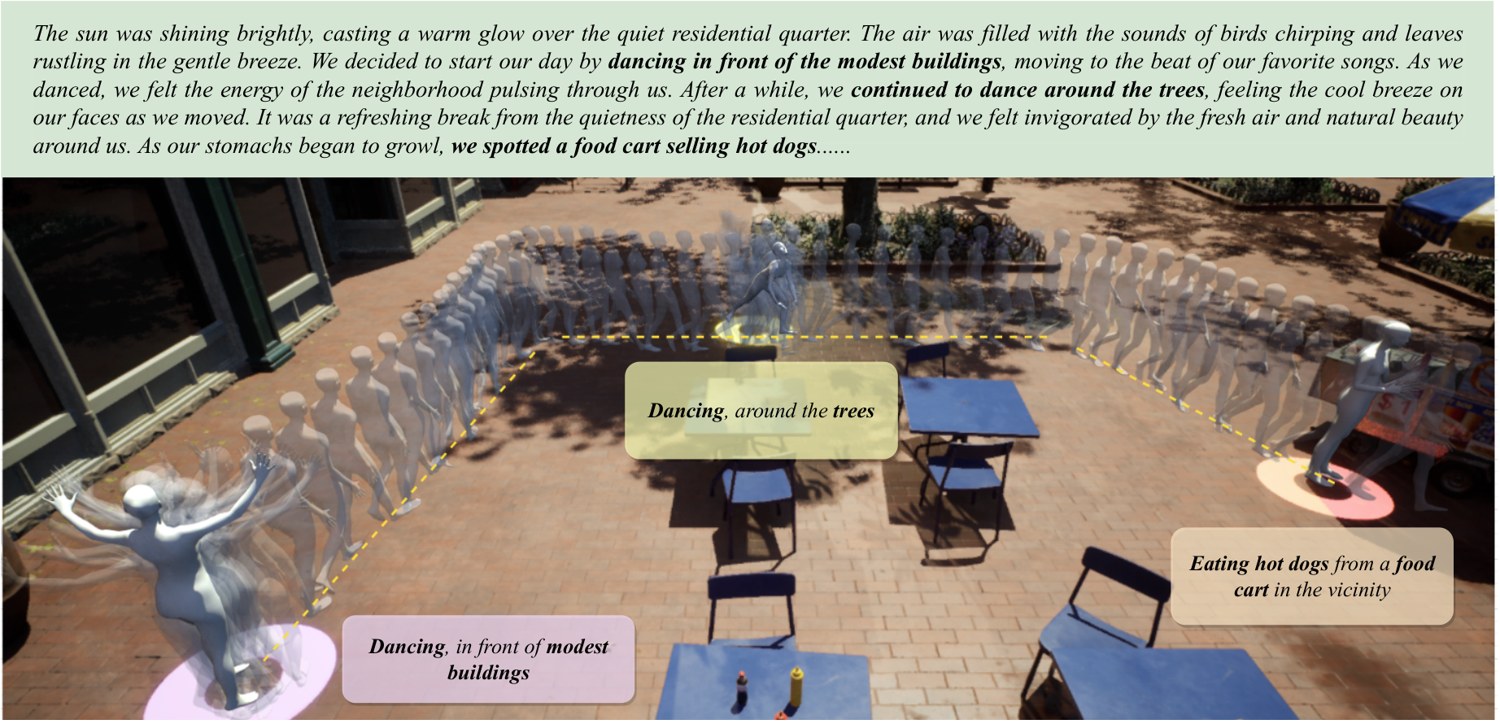 The sun was shining brightly, casting a warm glow over the quiet residential quarter. The air was filled with the sounds of birds chirping and leaves
rustling in the gentle breeze. We decided to start our day by dancing in front of the modest buildings, moving to the beat of our favorite songs. As we
danced, we felt the energy of the neighborhood pulsing through us. After a while, we continued to dance around the trees, feeling the cool breeze on
our faces as we moved. It was a refreshing break from the quietness of the residential quarter, and we felt invigorated by the fresh air and natural beauty
around us. As our stomachs began to growl, we spotted a food cart selling hot dogs......
Dancing, around the trees
Eating hot dogs from a food
cart in the vicinity
Dancing, in front of modest
buildings